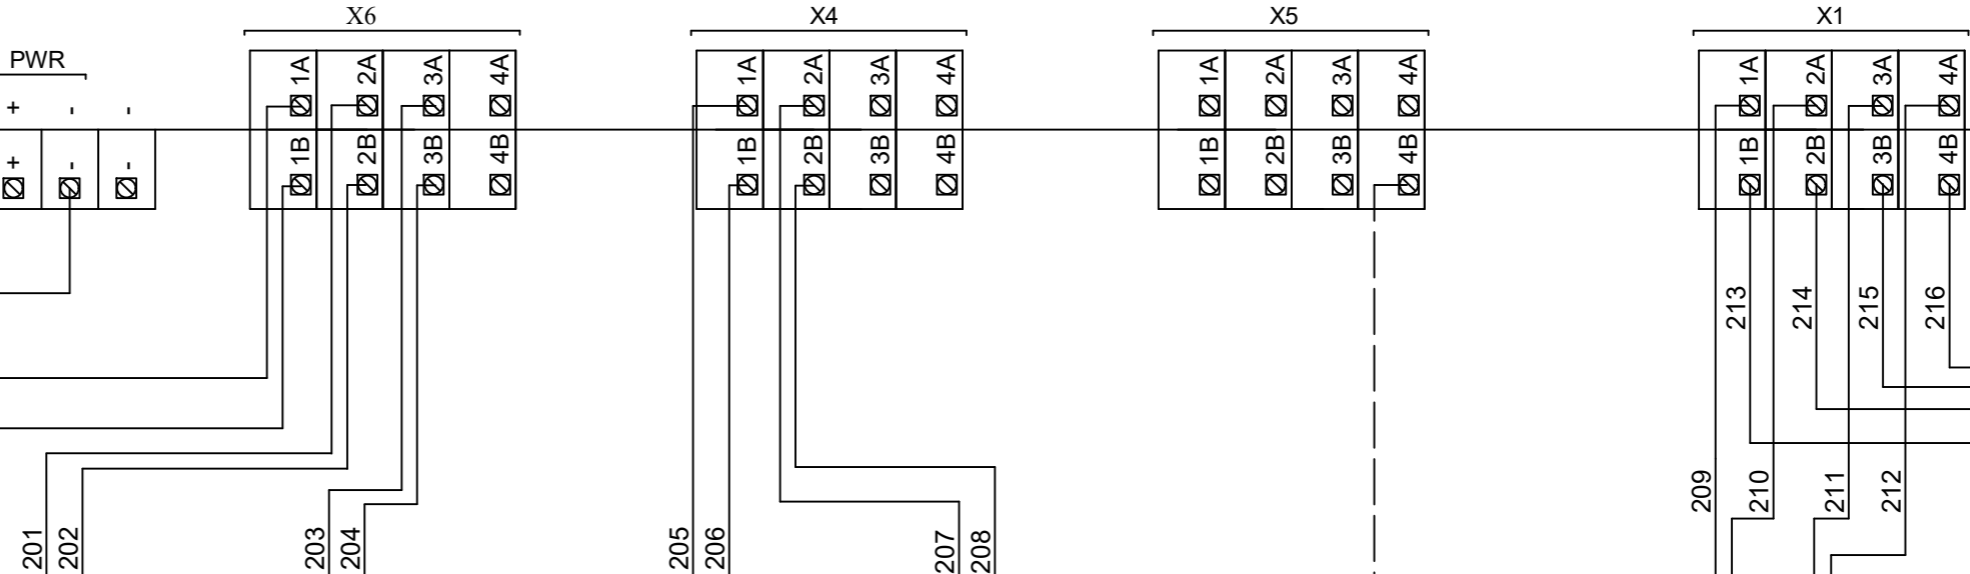 X6 X4 X5 X1
PWR
1A 2A 3A 4A 1A 2A 3A 4A 1A 2A 3A 4A 1A 2A 3A 4A
+ - -
+ - - 1B 2B 3B 4B 1B 2B 3B 4B 1B 2B 3B 4B 1B 2B 3B 4B
213 214 215 216
209 210 211 212
201 202 203 204 205 206 207 208